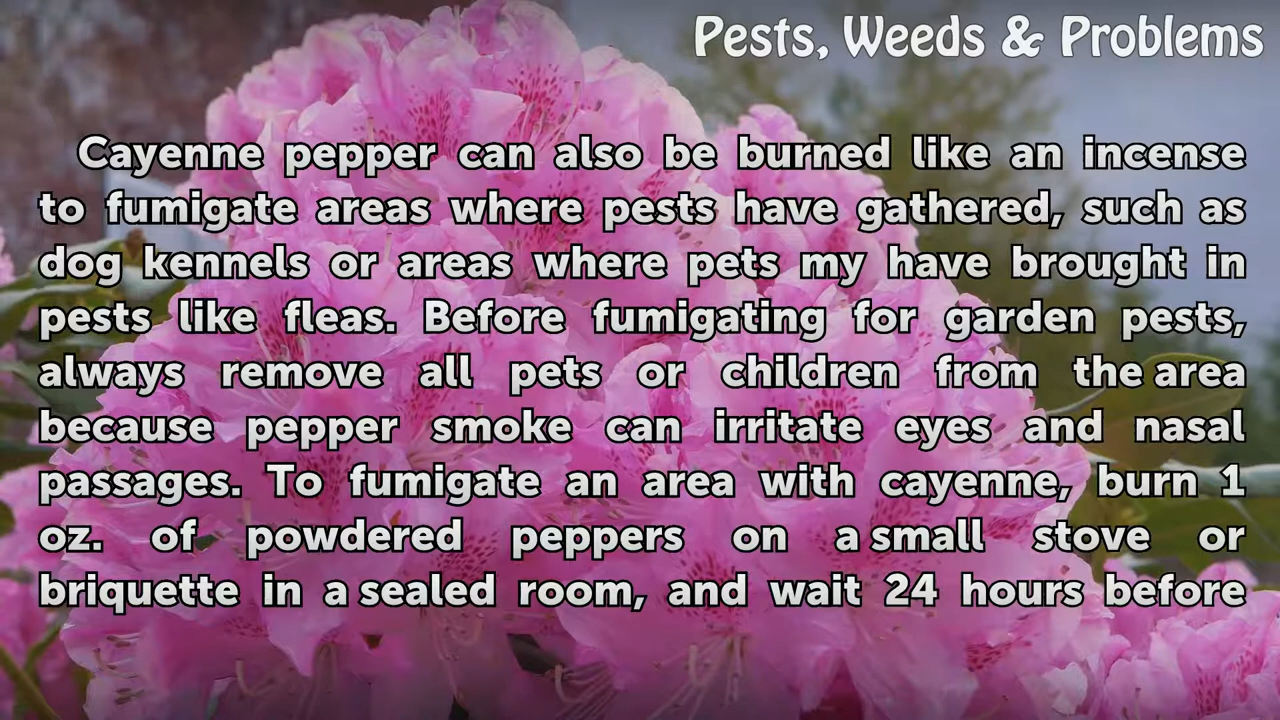 Pests, Weeds & Problems
Cayenne pepper can also be burned like an incense
to fumigate areas where pests have gathered, such as
dog kennels or areas where pets my have brought in
pests like fleas. Before fumigating for garden pests,
always remove all pets or children from the area
because pepper smoke can irritate eyes and nasal
passages. To fumigate an area with cayenne, burn 1
oz. of powdered peppers on a small stove or
briquette in a sealed room, and wait 24 hours before